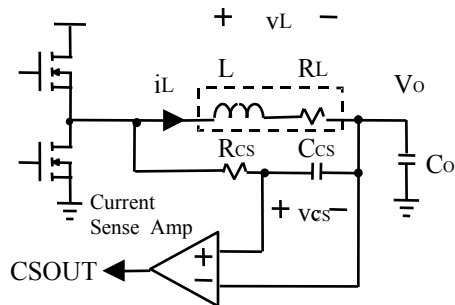 + vL −
iL L RL VO
RCS CCS
CO
+ vcs −
Current
Sense Amp
CSOUT
+
−